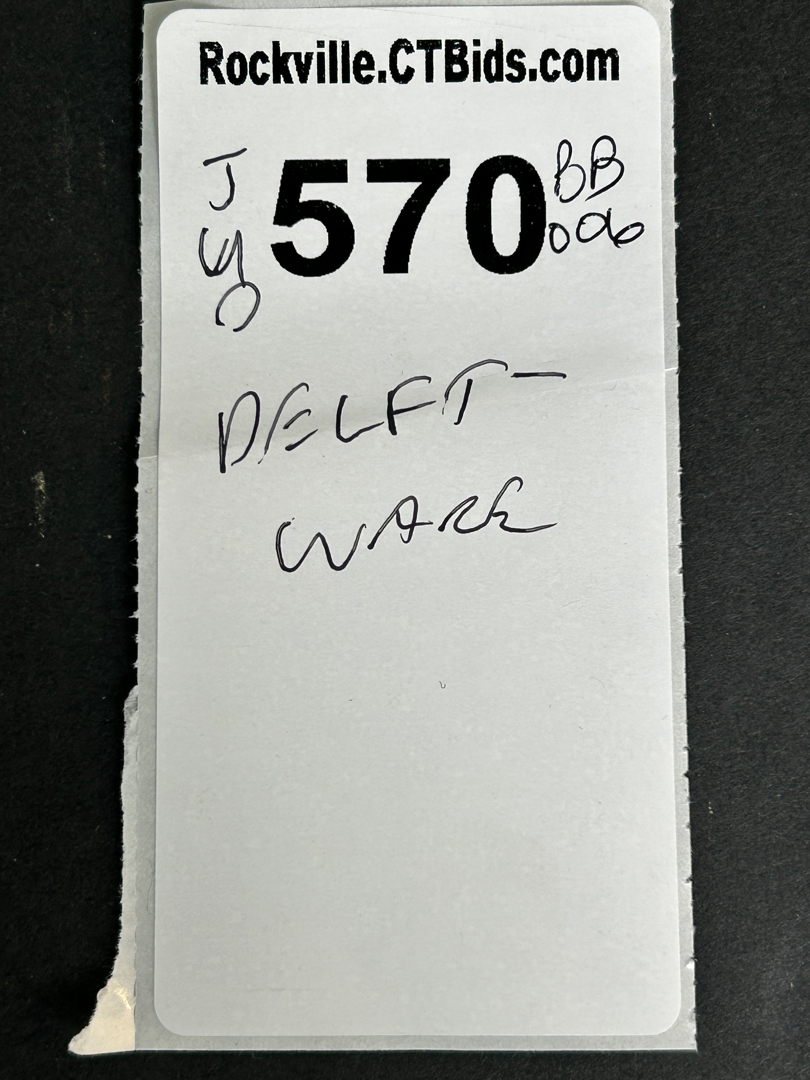 Rockville.CTBids.com
J
570
BB
006
DELFT-
WARE